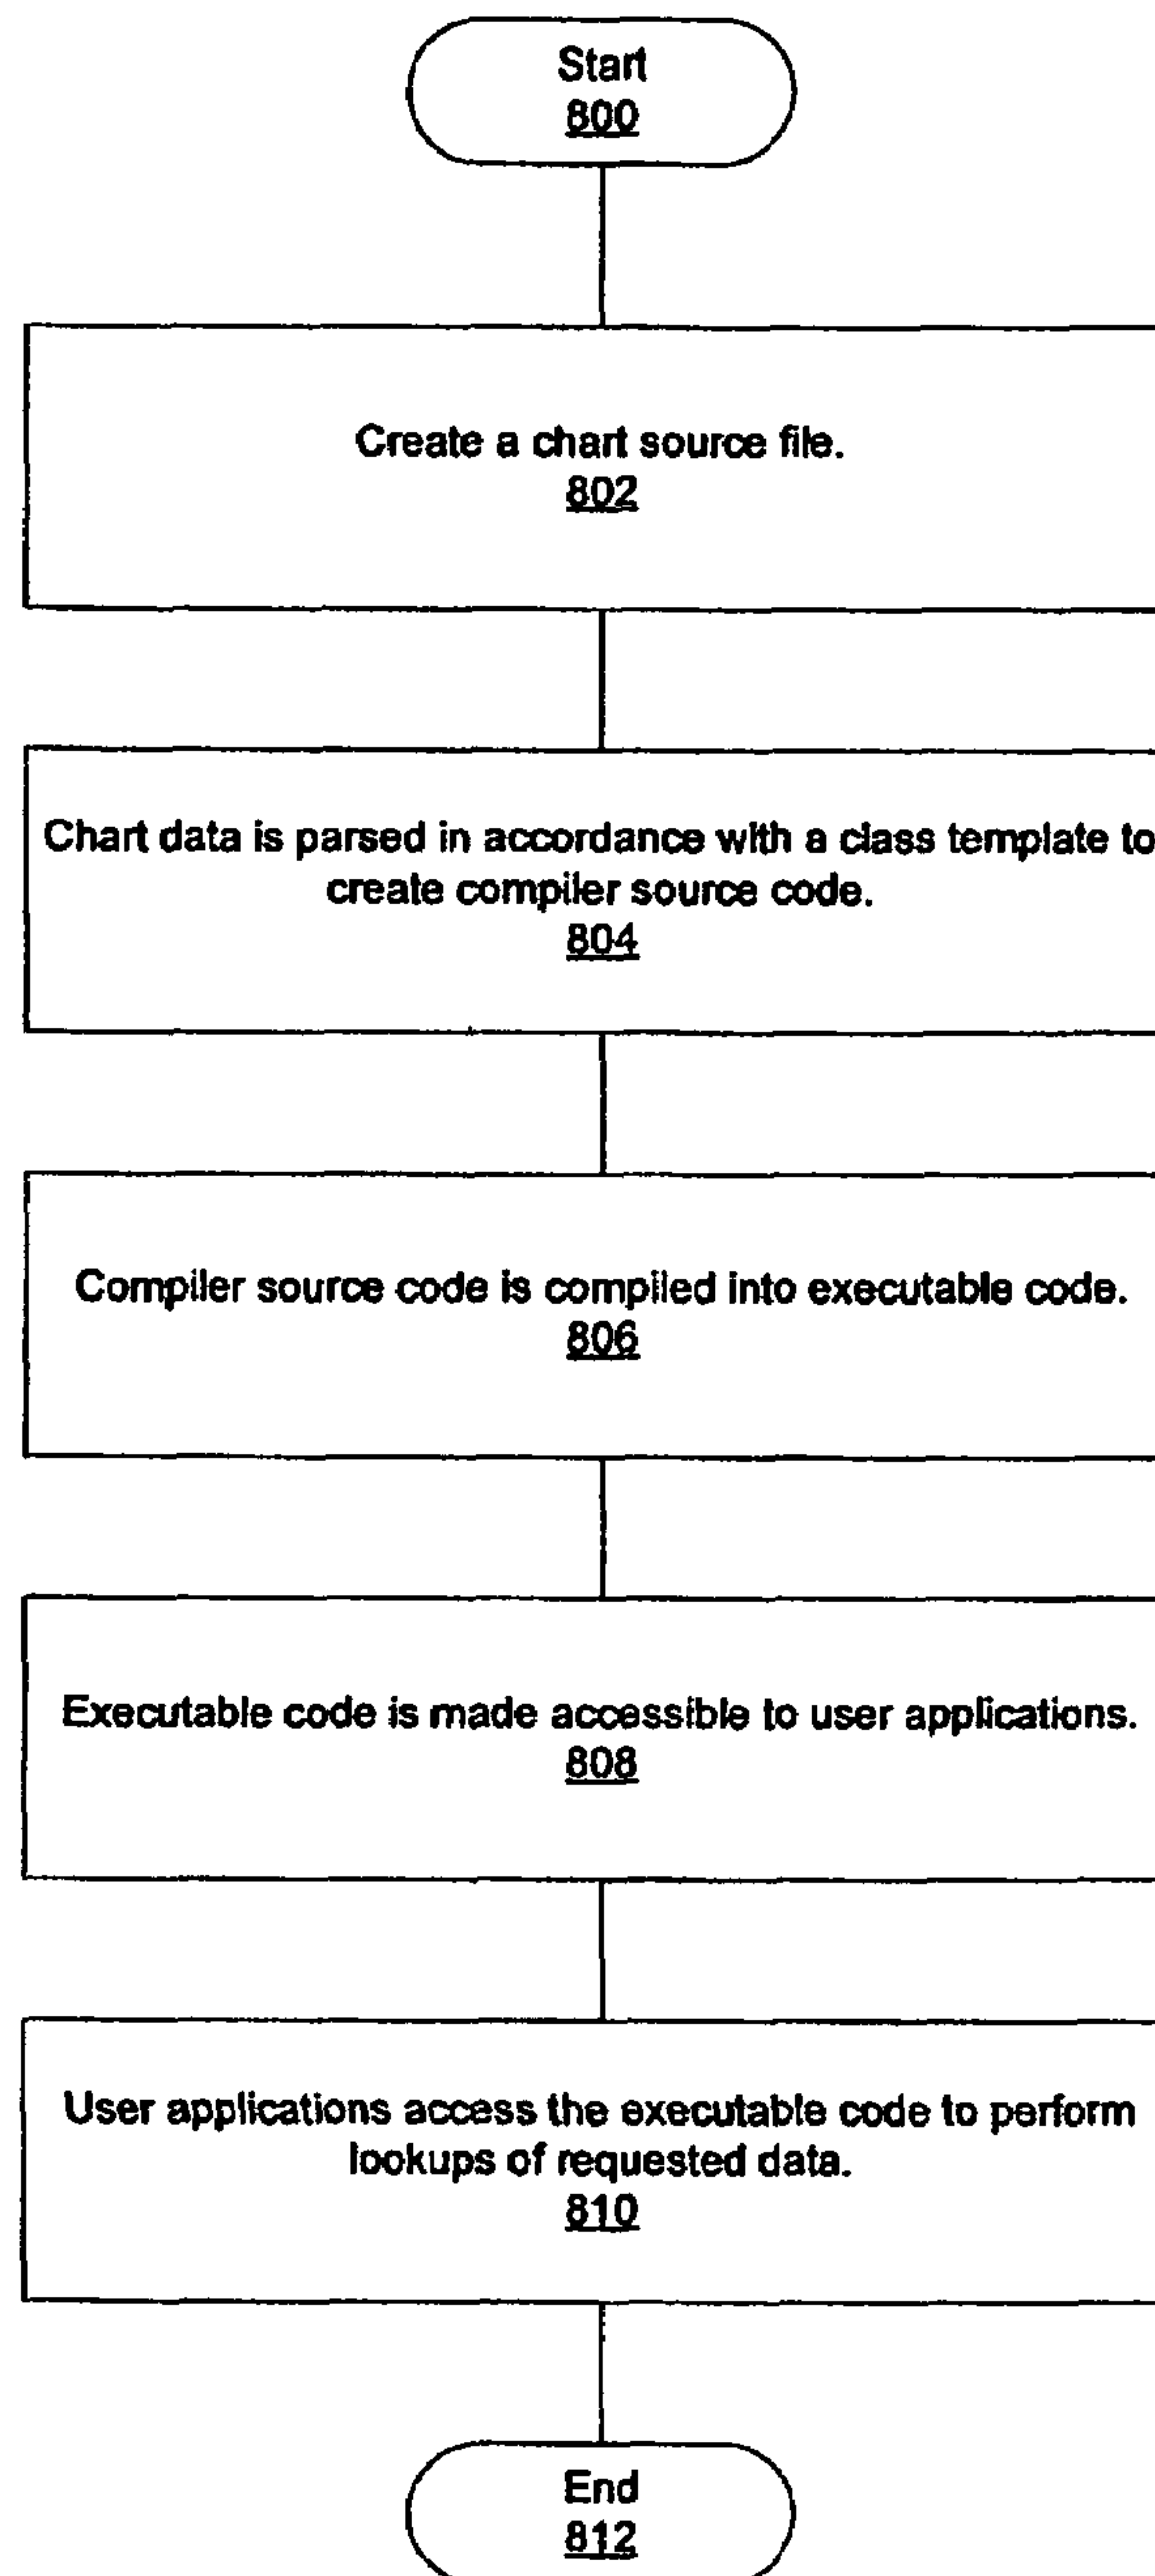 Start
800
Create a chart source file.
802
Chart data is parsed in accordance with a class template to
create compiler source code.
804
Compiler source code is compiled into executable code.
806
Executable code is made accessible to user applications.
808
User applications access the executable code to perform
lookups of requested data.
810
End
812